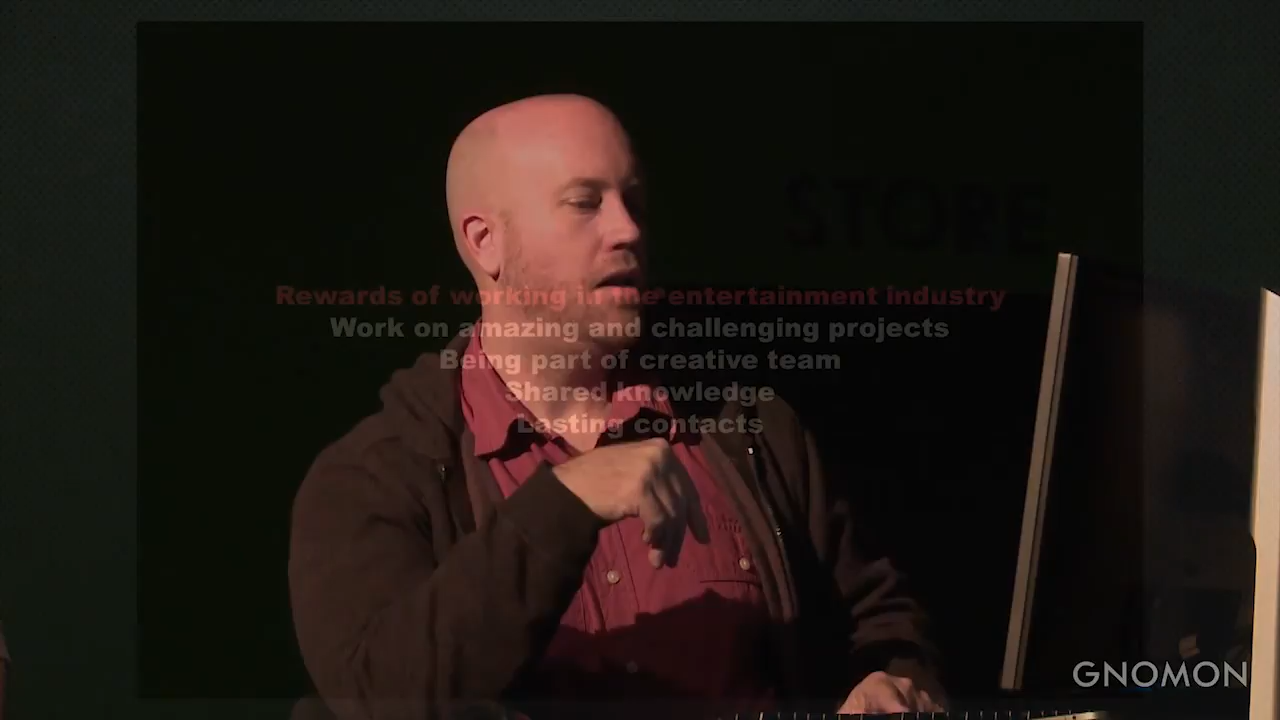 STORE
Rewards of working in the entertainment industry
Work on amazing and challenging projects
Being part of creative team
Shared knowledge
Lasting contacts
GNOMON